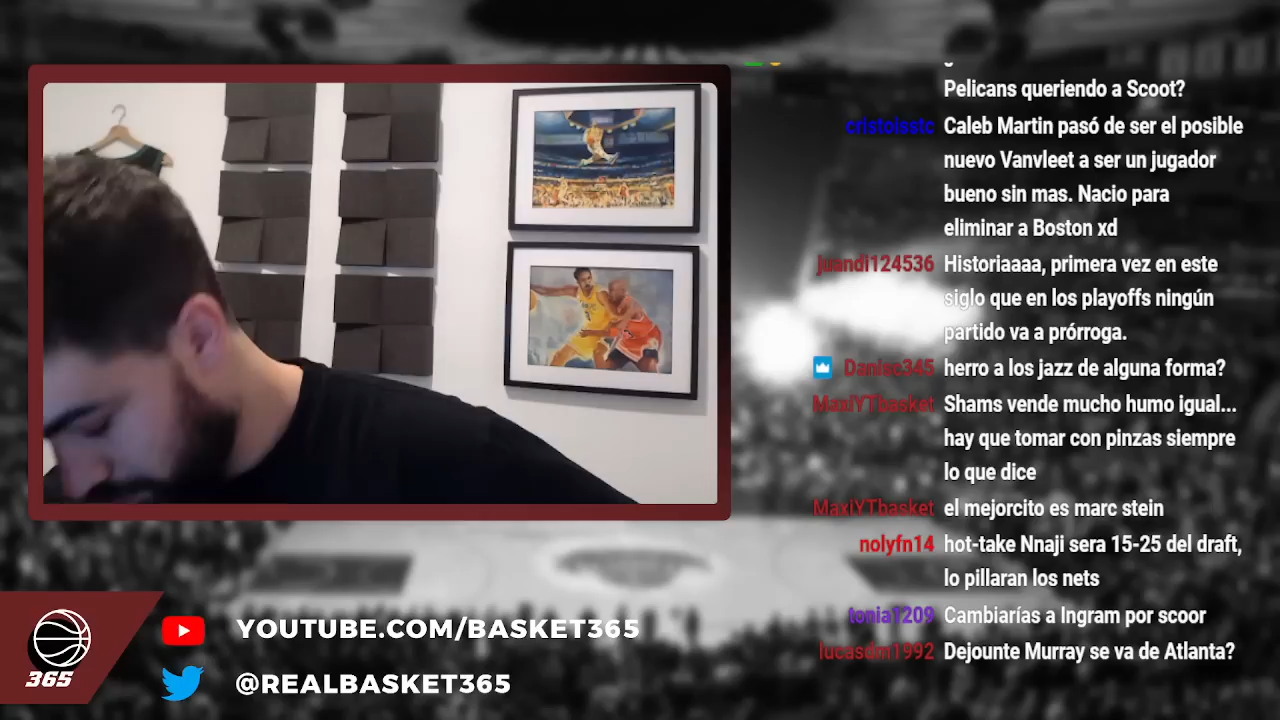 Pelicans queriendo a Scoot?
cristoisstc Caleb Martin pasó de ser el posible
nuevo Vanvleet a ser un jugador
bueno sin mas. Nacio para
eliminar a Boston xd
juandi124536 Historiaaaa, primera vez en este
siglo que en los playoffs ningún
partido va a prórroga.
Danisc345 herro a los jazz de alguna forma?
MaxiYTbasket Shams vende mucho humo igual...
hay que tomar con pinzas siempre
lo que dice
MaxiYTbasket el mejorcito es marc stein
nolyfn14 hot-take Nnaji sera 15-25 del draft,
lo pillaran los nets
tonia1209 Cambiarías a Ingram por scoor
lucasdm1992 Dejounte Murray se va de Atlanta?
365
YOUTUBE.COM/BASKET365
@REALBASKET365